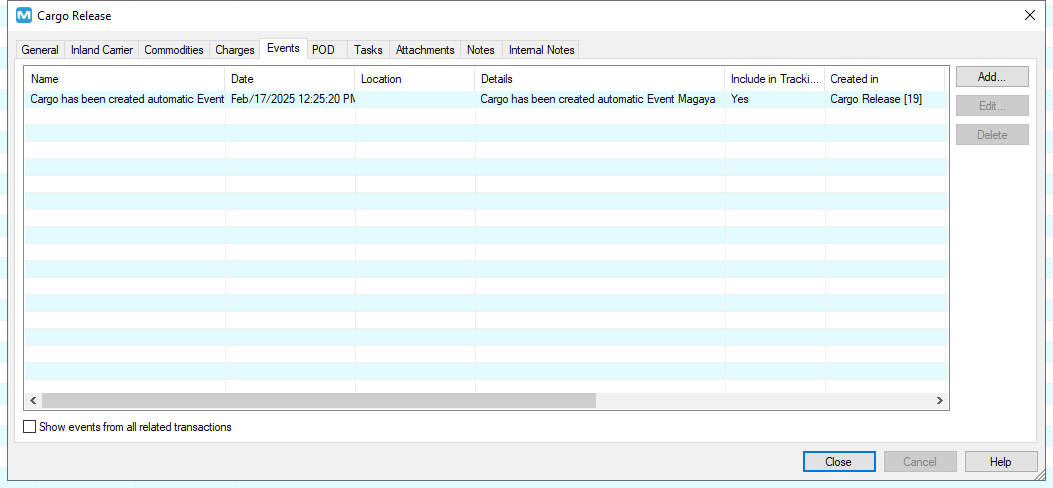 Cargo Release
General Inland Carrier Commodities Charges Events POD Tasks Attachments Notes Internal Notes
Name Date Location Details Include in Tracki... Created in
Cargo has been created automatic Event Feb/17/2025 12:25:20 PM Cargo has been created automatic Event Magaya Yes Cargo Release [19]
Add...
Edit...
Delete
Show events from all related transactions
Close Cancel Help